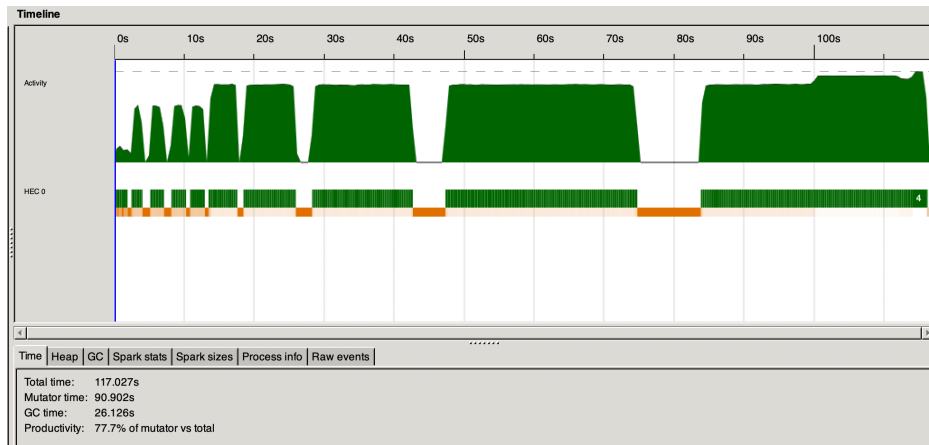 Timeline
0s 10s 20s 30s 40s 50s 60s 70s 80s 90s 100s
Activity
HEC 0
4
Time Heap GC Spark stats Spark sizes Process info Raw events
Total time: 117.027s
Mutator time: 90.902s
GC time: 26.126s
Productivity: 77.7% of mutator vs total